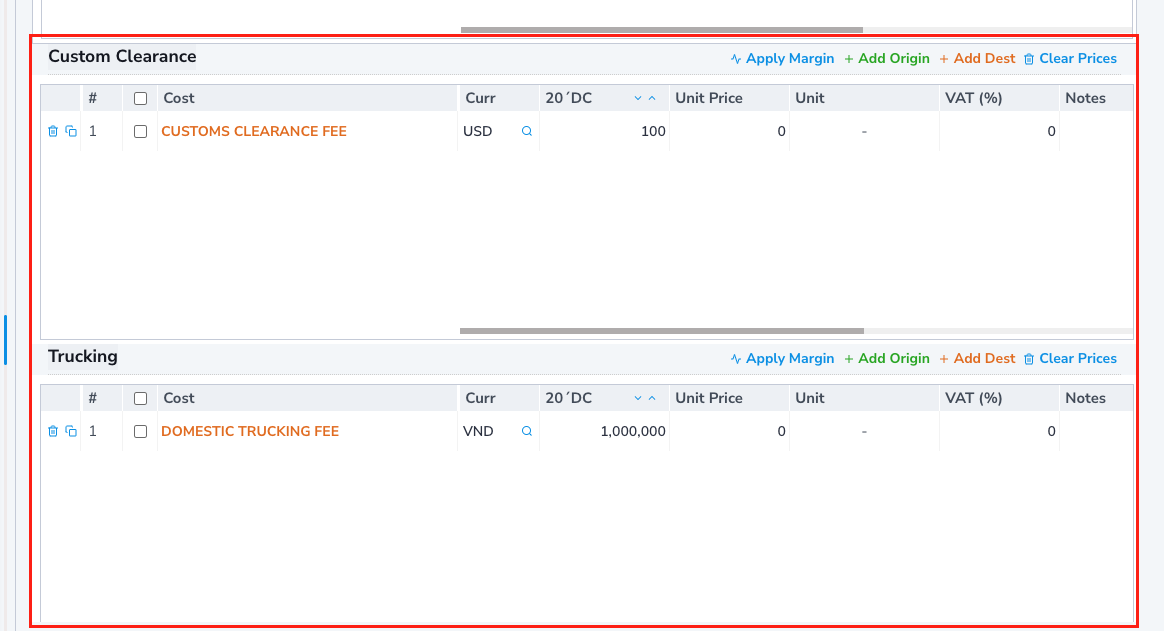 Custom Clearance Apply Margin + Add Origin + Add Dest Clear Prices
# Cost Curr 20´DC Unit Price Unit VAT (%) Notes
1 CUSTOMS CLEARANCE FEE USD 100 0 - 0
Trucking Apply Margin + Add Origin + Add Dest Clear Prices
# Cost Curr 20´DC Unit Price Unit VAT (%) Notes
1 DOMESTIC TRUCKING FEE VND 1,000,000 0 - 0